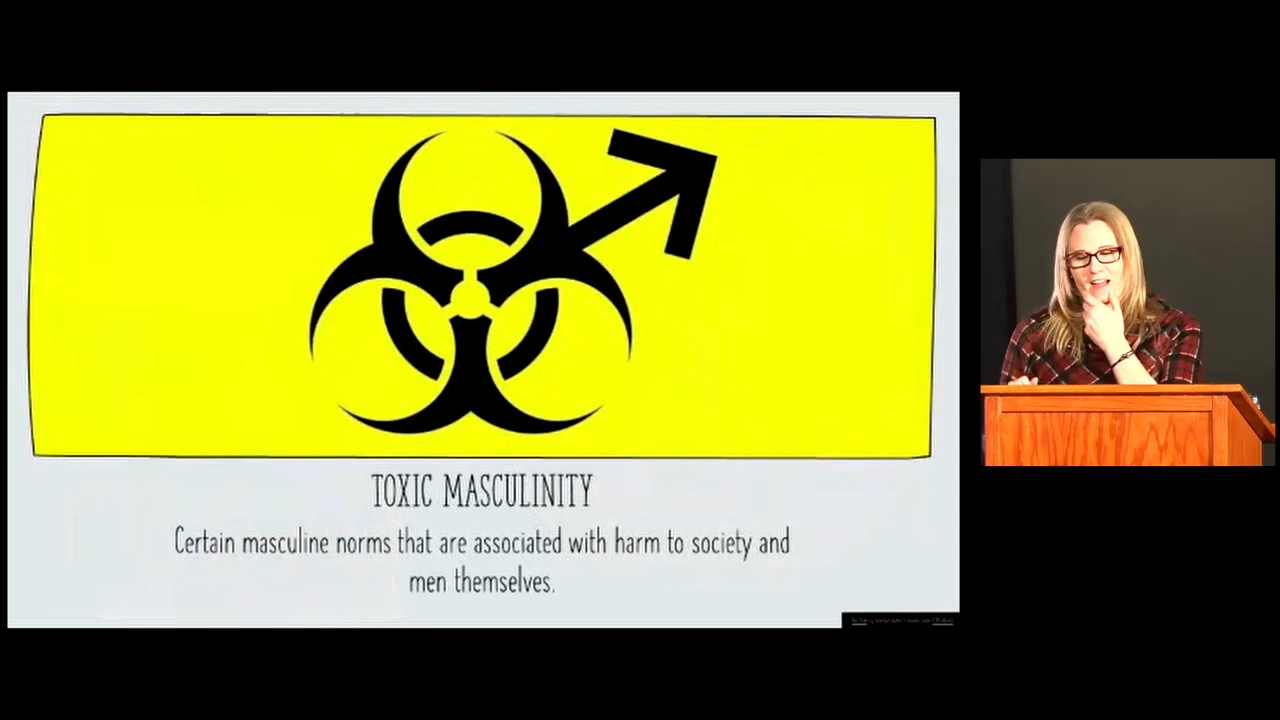 TOXIC MASCULINITY
Certain masculine norms that are associated with harm to society and
men themselves.